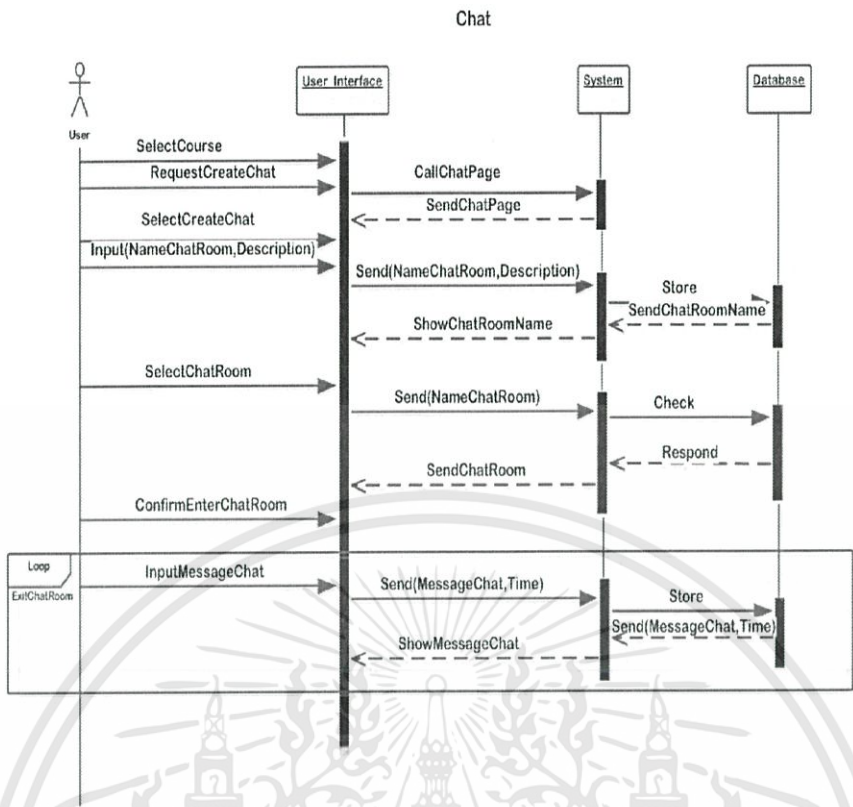 Chat
User Interface
System
Database
User
SelectCourse
RequestCreateChat
CallChatPage
SendChatPage
SelectCreateChat
Input(NameChatRoom,Description)
Send(NameChatRoom,Description)
Store
SendChatRoomName
ShowChatRoomName
SelectChatRoom
Send(NameChatRoom)
Check
Respond
SendChatRoom
ConfirmEnterChatRoom
Loop
ExitChatRoom
InputMessageChat
Send(MessageChat,Time)
Store
Send(MessageChat,Time)
ShowMessageChat